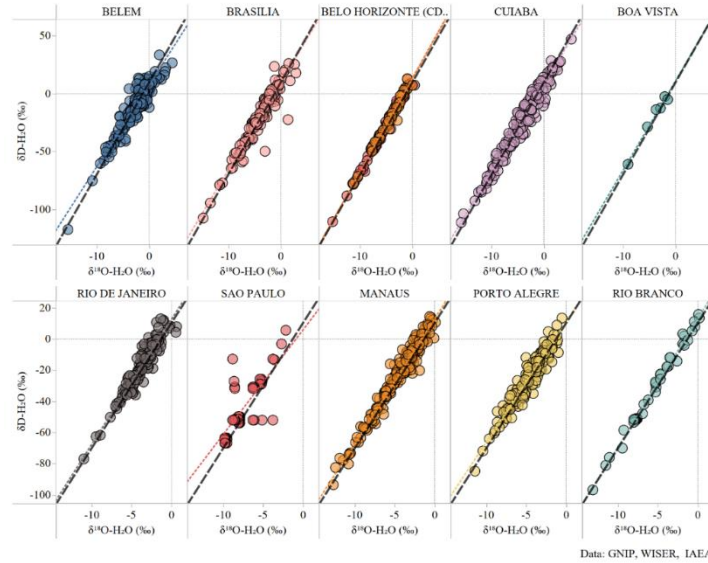 BELEM BRASILIA BELO HORIZONTE (CD.. CUIABA BOA VISTA
50
0
-50
-100
δD-H₂O (‰)
-10 0 -10 0 -10 0 -10 0 -10 0
δ¹⁸O-H₂O (‰) δ¹⁸O-H₂O (‰) δ¹⁸O-H₂O (‰) δ¹⁸O-H₂O (‰) δ¹⁸O-H₂O (‰)
RIO DE JANEIRO SAO PAULO MANAUS PORTO ALEGRE RIO BRANCO
20
0
-20
-40
-60
-80
-100
δD-H₂O (‰)
-10 -5 0 -10 -5 0 -10 -5 0 -10 -5 0 -10 -5 0
δ¹⁸O-H₂O (‰) δ¹⁸O-H₂O (‰) δ¹⁸O-H₂O (‰) δ¹⁸O-H₂O (‰) δ¹⁸O-H₂O (‰)
Data: GNIP, WISER, IAEA